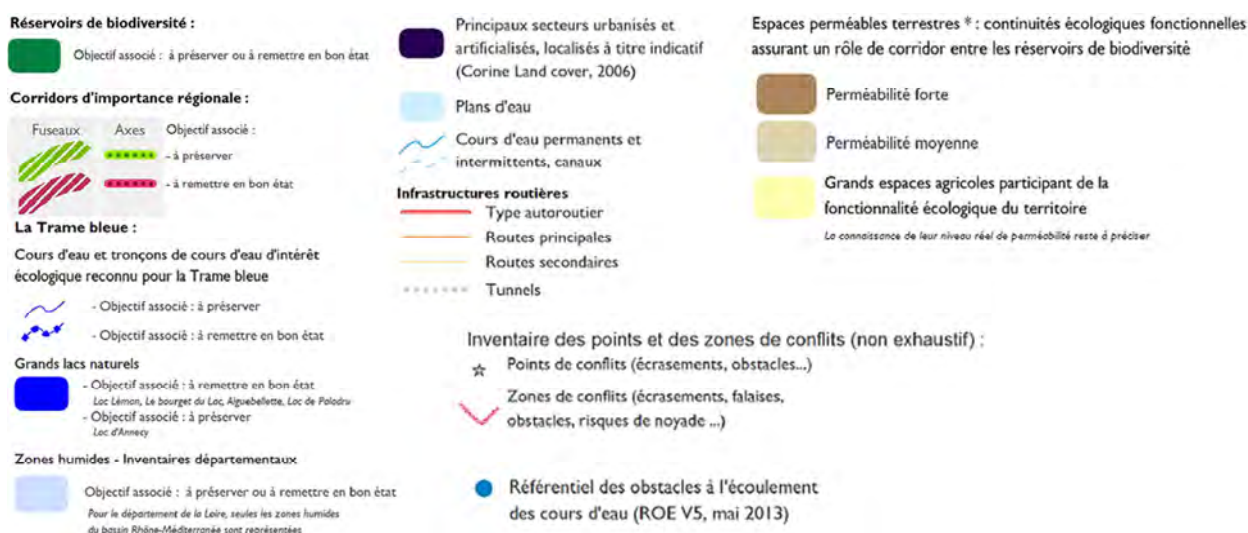 Réservoirs de biodiversité :
Objectif associé : à préserver ou à remettre en bon état
Corridors d'importance régionale :
Fuseaux Axes Objectif associé :
- à préserver
- à remettre en bon état
La Trame bleue :
Cours d'eau et tronçons de cours d'eau d'intérêt
écologique reconnu pour la Trame bleue
- Objectif associé : à préserver
- Objectif associé : à remettre en bon état
Grands lacs naturels
- Objectif associé : à remettre en bon état
Lac Léman, Le bourget du Lac, Aiguebellette, Lac de Paladru
- Objectif associé : à préserver
Lac d'Annecy
Zones humides - Inventaires départementaux
Objectif associé : à préserver ou à remettre en bon état
Pour le département de la Loire, seules les zones humides
du bassin Rhône-Méditerranée sont représentées
Principaux secteurs urbanisés et
artificialisés, localisés à titre indicatif
(Corine Land cover, 2006)
Plans d'eau
Cours d'eau permanents et
intermittents, canaux
Infrastructures routières
Type autoroutier
Routes principales
Routes secondaires
Tunnels
Inventaire des points et des zones de conflits (non exhaustif) :
Points de conflits (écrasements, obstacles...)
Zones de conflits (écrasements, falaises,
obstacles, risques de noyade ...)
Référentiel des obstacles à l'écoulement
des cours d'eau (ROE V5, mai 2013)
Espaces perméables terrestres * : continuités écologiques fonctionnelles
assurant un rôle de corridor entre les réservoirs de biodiversité
Perméabilité forte
Perméabilité moyenne
Grands espaces agricoles participant de la
fonctionnalité écologique du territoire
La connaissance de leur niveau réel de perméabilité reste à préciser